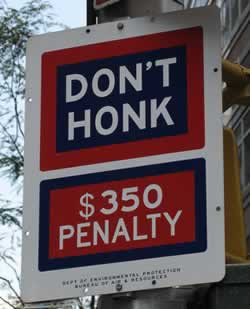 DON'T
HONK
$350
PENALTY
DEPT OF ENVIRONMENTAL PROTECTION
BUREAU OF AIR & RESOURCES